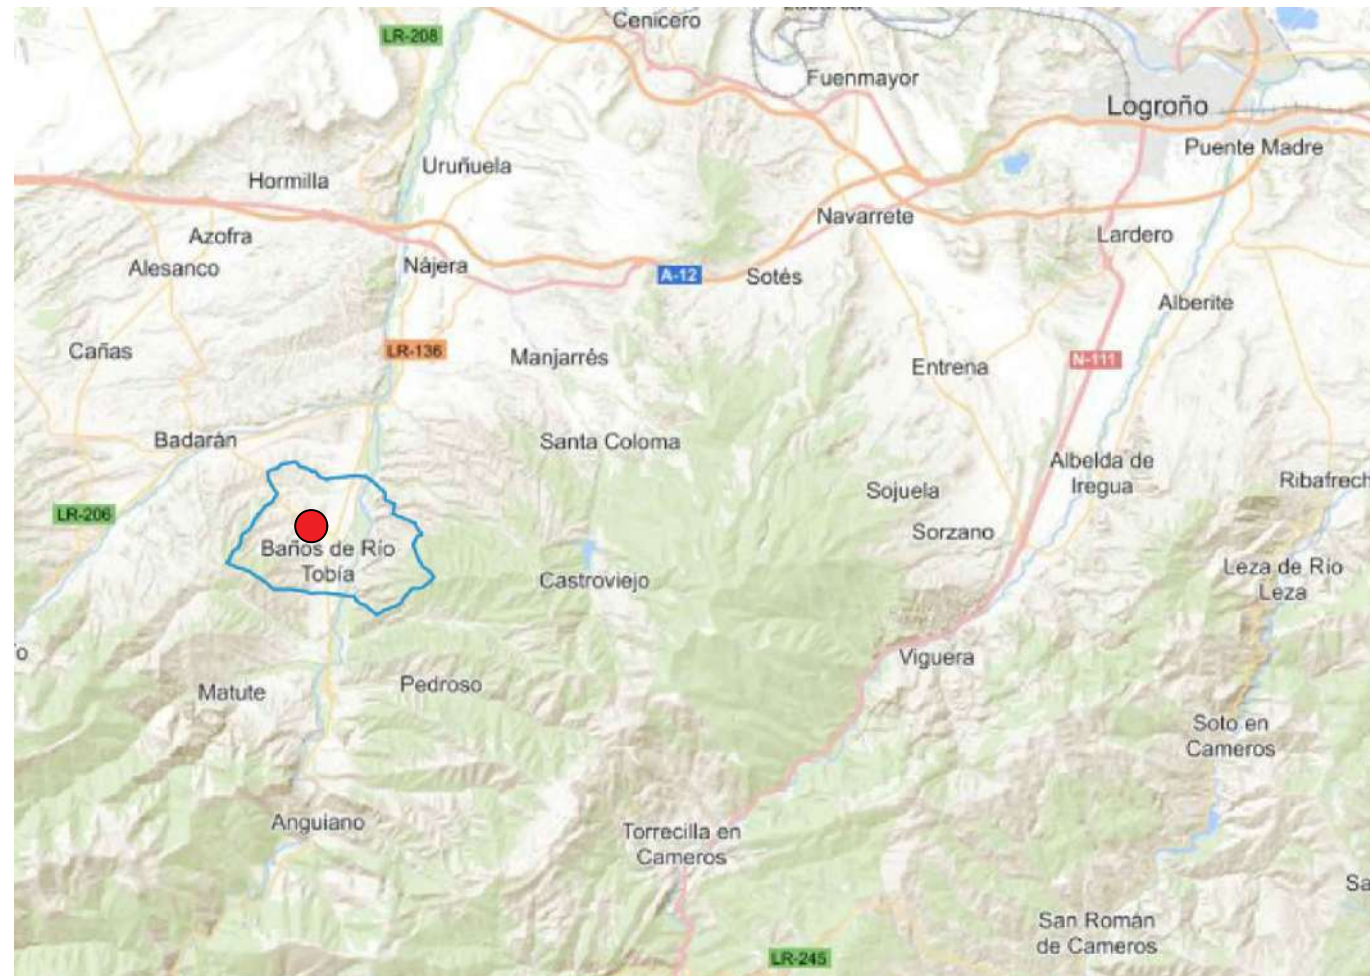 Cenicero
LR-208
Fuenmayor
Logroño
Puente Madre
Uruñuela
Hormilla
Navarrete
Azofra
Lardero
Alesanco
Nájera
A-12
Sotés
Alberite
Cañas
LR-136
Manjarrés
Entrena
N-111
Badarán
Santa Coloma
Albelda de
Iregua
Ribafrech
Sojuela
LR-206
Sorzano
Baños de Río
Tobía
Castroviejo
Leza de Río
Leza
o
Viguera
Matute
Pedroso
Soto en
Cameros
Anguiano
Torrecilla en
Cameros
Sa
San Román
de Cameros
LR-245